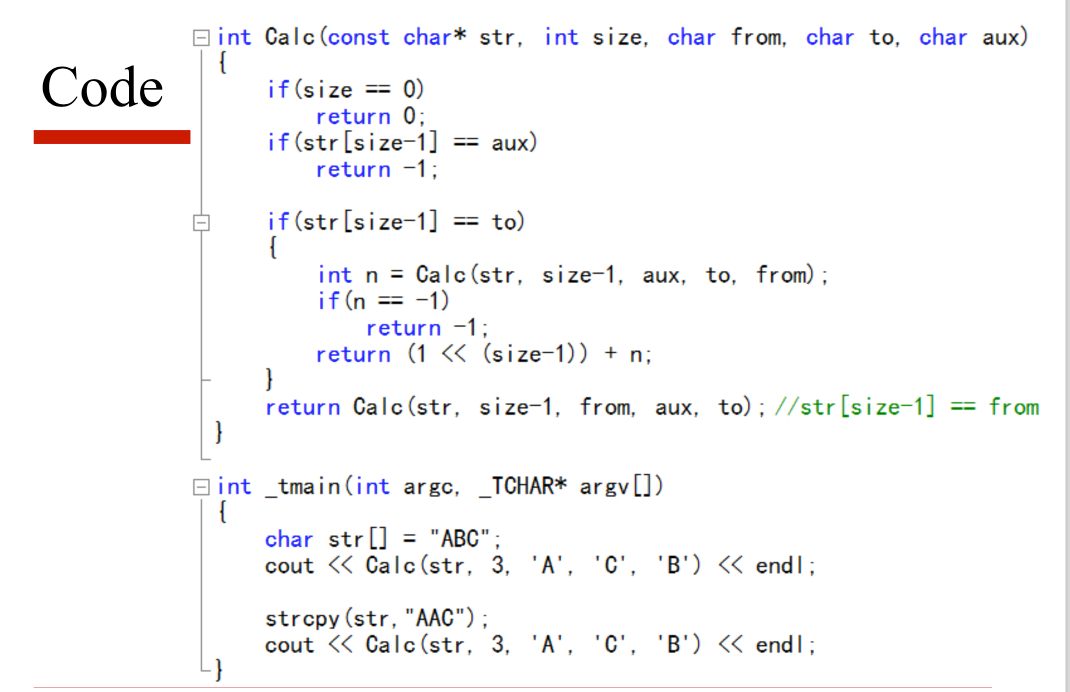 Code
int Calc(const char* str, int size, char from, char to, char aux)
{
if(size == 0)
return 0;
if(str[size-1] == aux)
return -1;
if(str[size-1] == to)
{
int n = Calc(str, size-1, aux, to, from);
if(n == -1)
return -1;
return (1 << (size-1)) + n;
}
return Calc(str, size-1, from, aux, to); //str[size-1] == from
}
int _tmain(int argc, _TCHAR* argv[])
{
char str[] = "ABC";
cout << Calc(str, 3, 'A', 'C', 'B') << endl;
strcpy(str,"AAC");
cout << Calc(str, 3, 'A', 'C', 'B') << endl;
}